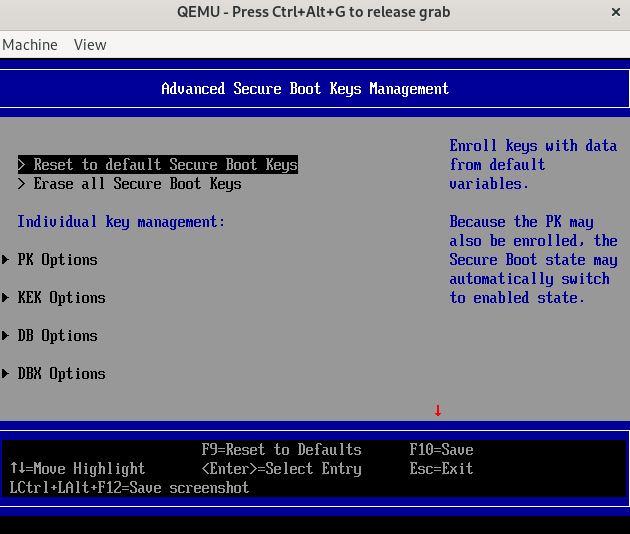 QEMU - Press Ctrl+Alt+G to release grab
×
Machine View
Advanced Secure Boot Keys Management
> Reset to default Secure Boot Keys
> Erase all Secure Boot Keys
Individual key management:
PK Options
KEK Options
DB Options
DBX Options
Enroll keys with data
from default
variables.
Because the PK may
also be enrolled, the
Secure Boot state may
automatically switch
to enabled state.
↓
F9=Reset to Defaults F10=Save
↑↓=Move Highlight <Enter>=Select Entry Esc=Exit
LCtrl+LAlt+F12=Save screenshot